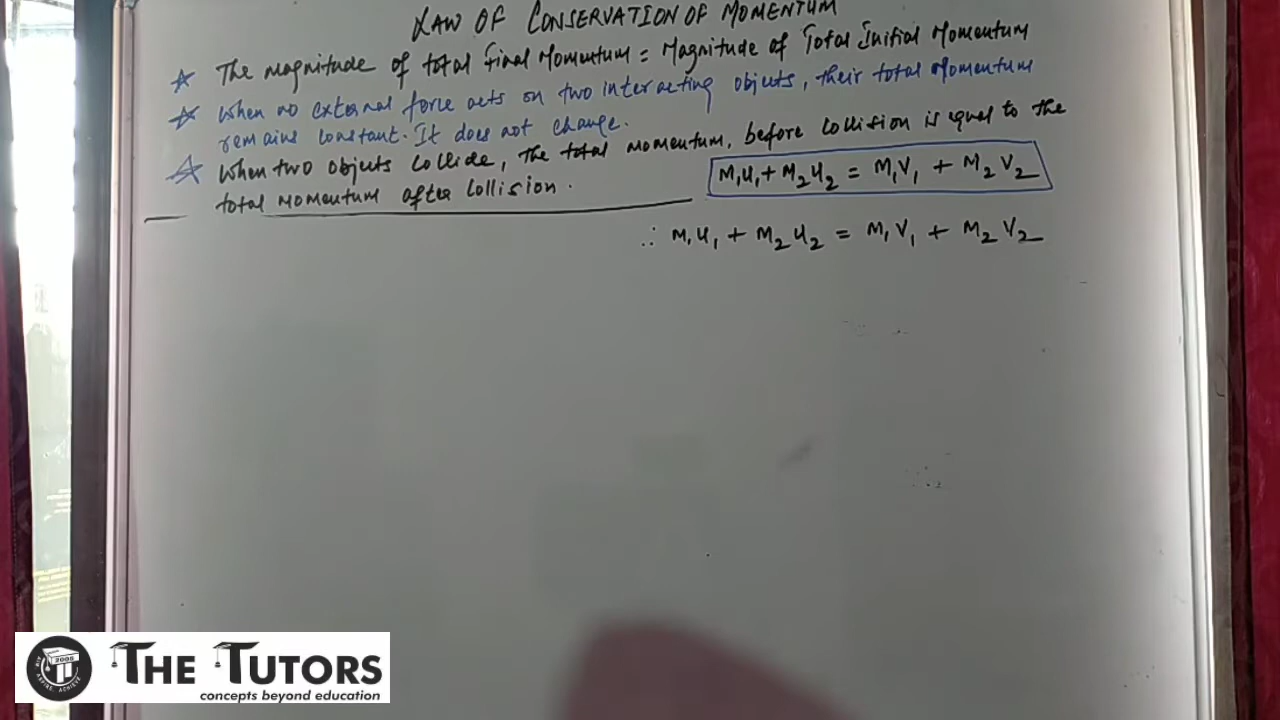 LAW OF CONSERVATION OF MOMENTUM
☆ The magnitude of total Final Momentum = Magnitude of Total Initial Momentum
☆ When no external force acts on two interacting objects, their total Momentum
remains constant. It does not change.
☆ When two objects collide, the total momentum, before collision is equal to the
total momentum after collision.
M₁U₁ + M₂U₂ = M₁V₁ + M₂V₂
∴ M₁U₁ + M₂U₂ = M₁V₁ + M₂V₂
THE TUTORS
concepts beyond education